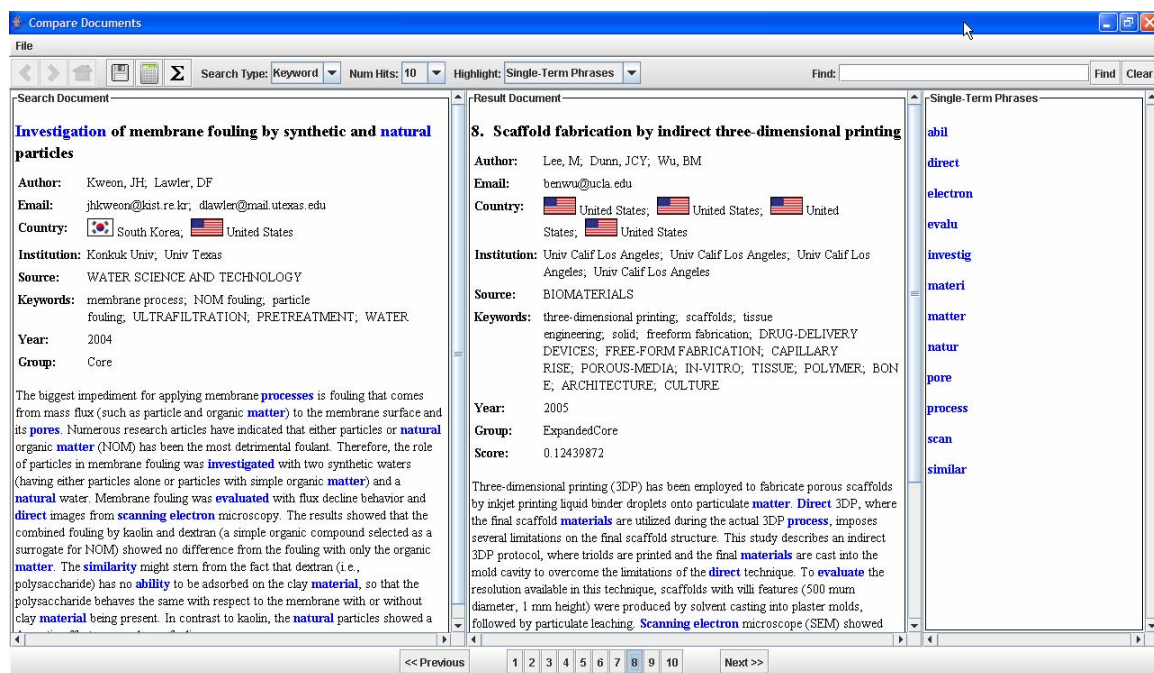 Compare Documents
File
Search Type: Keyword Num Hits: 10 Highlight: Single-Term Phrases Find: Find Clear
Search Document
Investigation of membrane fouling by synthetic and natural
particles
Author: Kweon, JH; Lawler, DF
Email: jhkweon@kist.re.kr; dlawler@mail.utexas.edu
Country: South Korea; United States
Institution: Konkuk Univ; Univ Texas
Source: WATER SCIENCE AND TECHNOLOGY
Keywords: membrane process; NOM fouling; particle
fouling; ULTRAFILTRATION; PRETREATMENT; WATER
Year: 2004
Group: Core
The biggest impediment for applying membrane processes is fouling that comes
from mass flux (such as particle and organic matter) to the membrane surface and
its pores. Numerous research articles have indicated that either particles or natural
organic matter (NOM) has been the most detrimental foulant. Therefore, the role
of particles in membrane fouling was investigated with two synthetic waters
(having either particles alone or particles with simple organic matter) and a
natural water. Membrane fouling was evaluated with flux decline behavior and
direct images from scanning electron microscopy. The results showed that the
combined fouling by kaolin and dextran (a simple organic compound selected as a
surrogate for NOM) showed no difference from the fouling with only the organic
matter. The similarity might stem from the fact that dextran (i.e.,
polysaccharide) has no ability to be adsorbed on the clay material, so that the
polysaccharide behaves the same with respect to the membrane with or without
clay material being present. In contrast to kaolin, the natural particles showed a
Result Document
8. Scaffold fabrication by indirect three-dimensional printing
Author: Lee, M; Dunn, JCY; Wu, BM
Email: benwu@ucla.edu
Country: United States; United States; United
States; United States
Institution: Univ Calif Los Angeles; Univ Calif Los Angeles; Univ Calif Los
Angeles; Univ Calif Los Angeles
Source: BIOMATERIALS
Keywords: three-dimensional printing; scaffolds; tissue
engineering; solid; freeform fabrication; DRUG-DELIVERY
DEVICES; FREE-FORM FABRICATION; CAPILLARY
RISE; POROUS-MEDIA; IN-VITRO; TISSUE; POLYMER; BON
E; ARCHITECTURE; CULTURE
Year: 2005
Group: ExpandedCore
Score: 0.12439872
Three-dimensional printing (3DP) has been employed to fabricate porous scaffolds
by inkjet printing liquid binder droplets onto particulate matter. Direct 3DP, where
the final scaffold materials are utilized during the actual 3DP process, imposes
several limitations on the final scaffold structure. This study describes an indirect
3DP protocol, where triolds are printed and the final materials are cast into the
mold cavity to overcome the limitations of the direct technique. To evaluate the
resolution available in this technique, scaffolds with villi features (500 mum
diameter, 1 mm height) were produced by solvent casting into plaster molds,
followed by particulate leaching. Scanning electron microscope (SEM) showed
Single-Term Phrases
abil
direct
electron
evalu
investig
materi
matter
natur
pore
process
scan
similar
<< Previous 1 2 3 4 5 6 7 8 9 10 Next >>